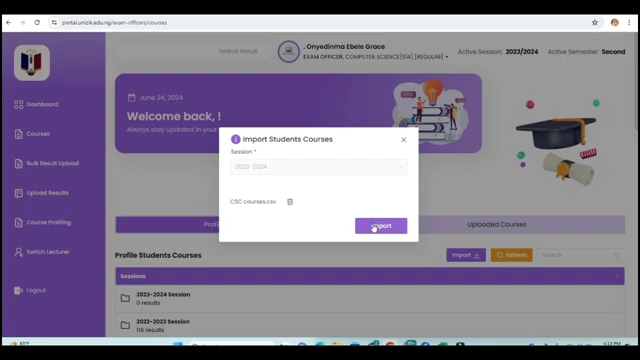 portal.unizik.edu.ng/exam-officers/courses
Search Result
. Onyedinma Ebele Grace
EXAM OFFICER, COMPUTER SCIENCE[514] [REGULAR]
Active Session: 2023/2024
Active Semester: Second
Dashboard
Courses
Bulk Result Upload
Upload Results
Course Profiling
Switch Lecturer
Logout
June 24, 2024
Welcome back, !
Always stay updated in your
Import Students Courses
Session *
2023-2024
CSC courses.csv
Import
Uploaded Courses
Profile Students Courses
Import
Refresh
Search
Sessions
2023-2024 Session
0 results
2022-2023 Session
116 results